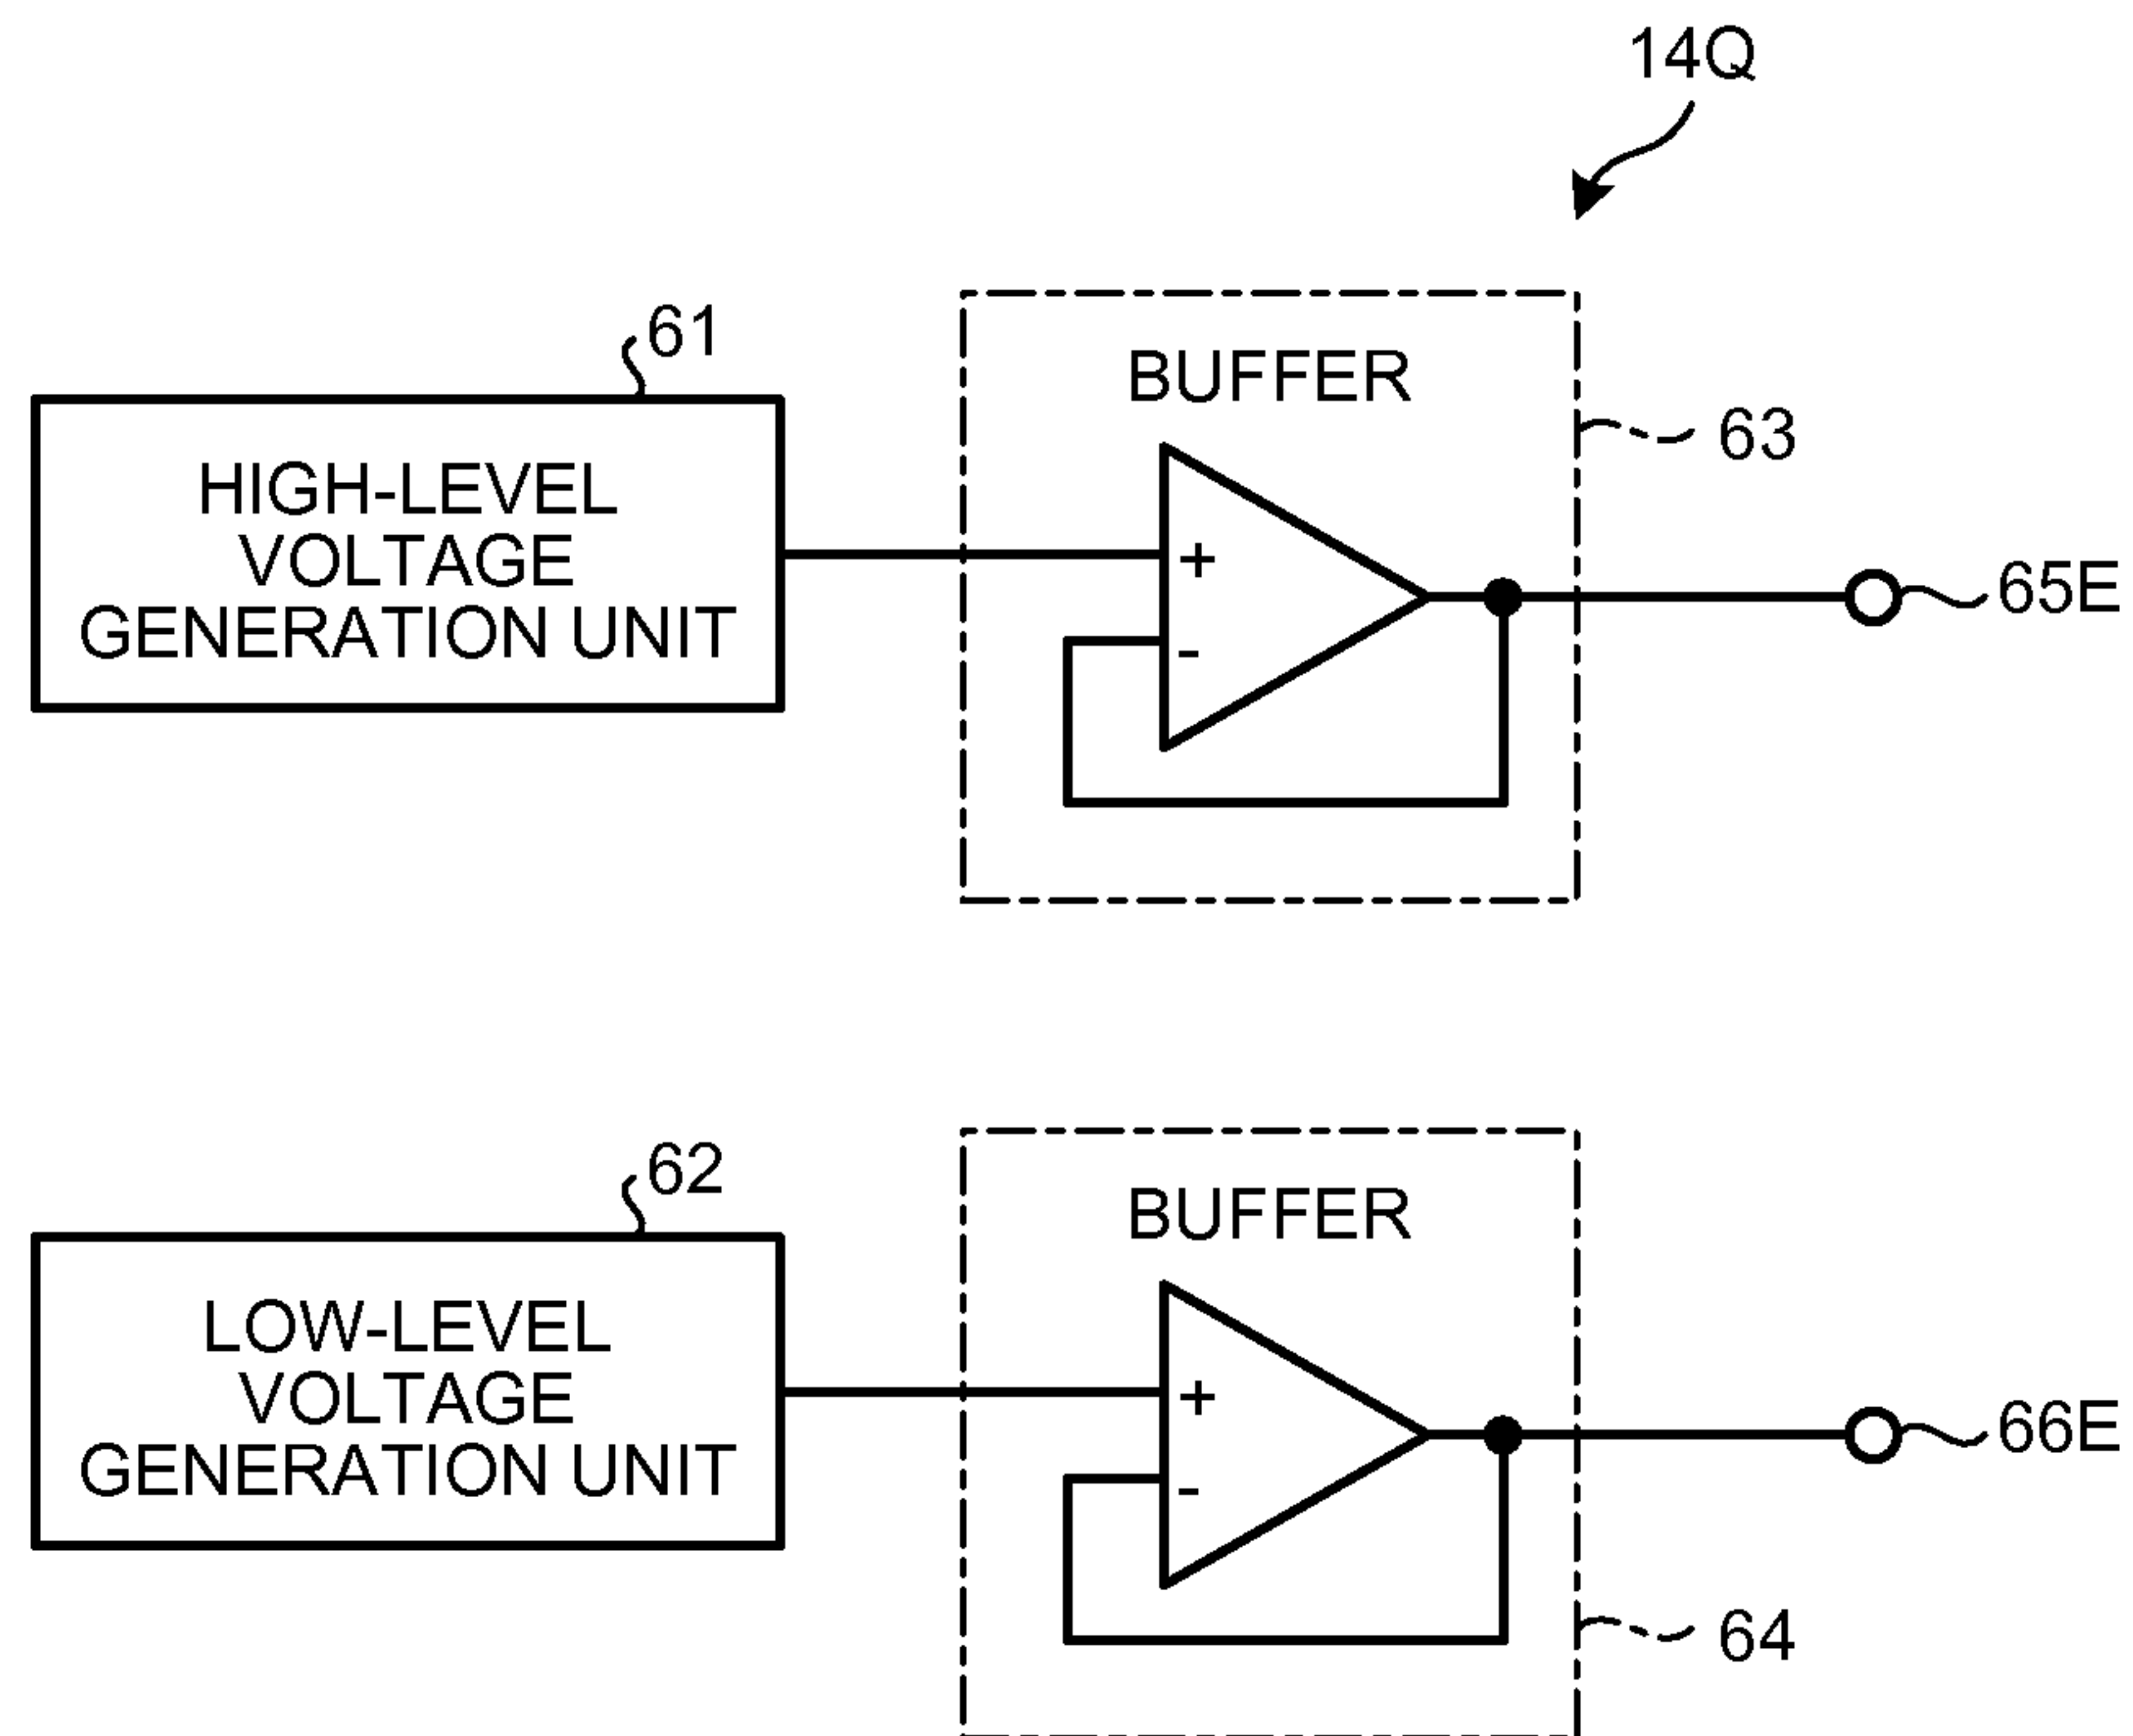 14Q
61
BUFFER
63
HIGH-LEVEL
VOLTAGE
GENERATION UNIT
+
-
65E
62
BUFFER
LOW-LEVEL
VOLTAGE
GENERATION UNIT
+
-
66E
64